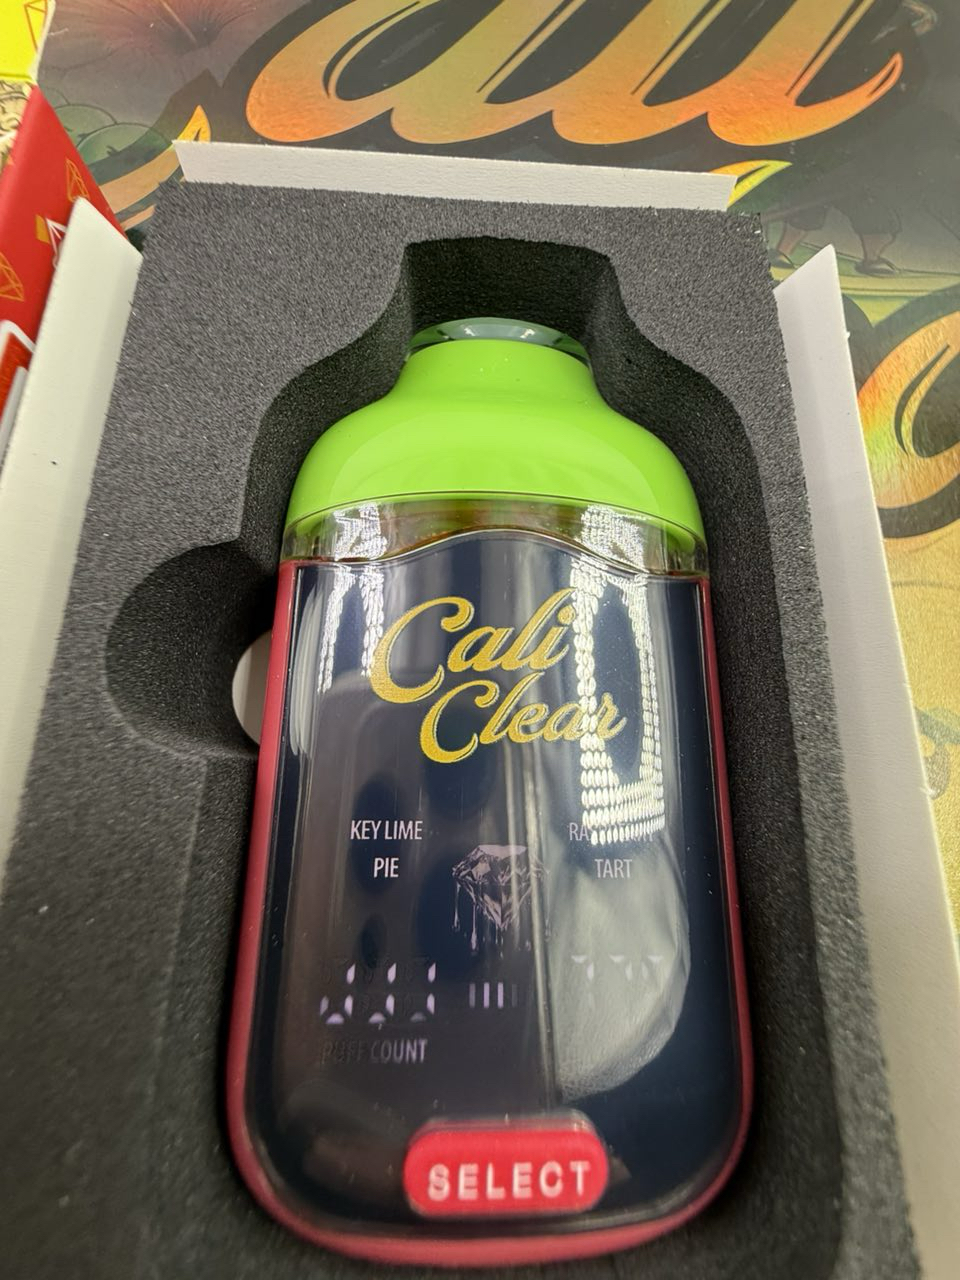 Cali
Clear
KEY LIME
PIE
TART
PUFF COUNT
SELECT